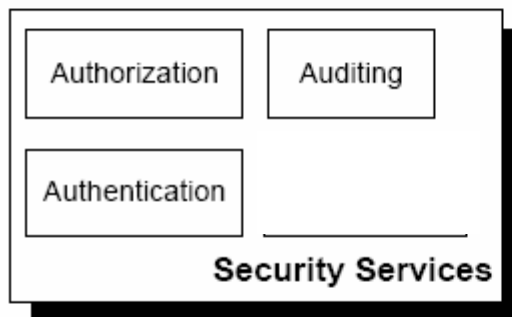 Authorization
Auditing
Authentication
Security Services